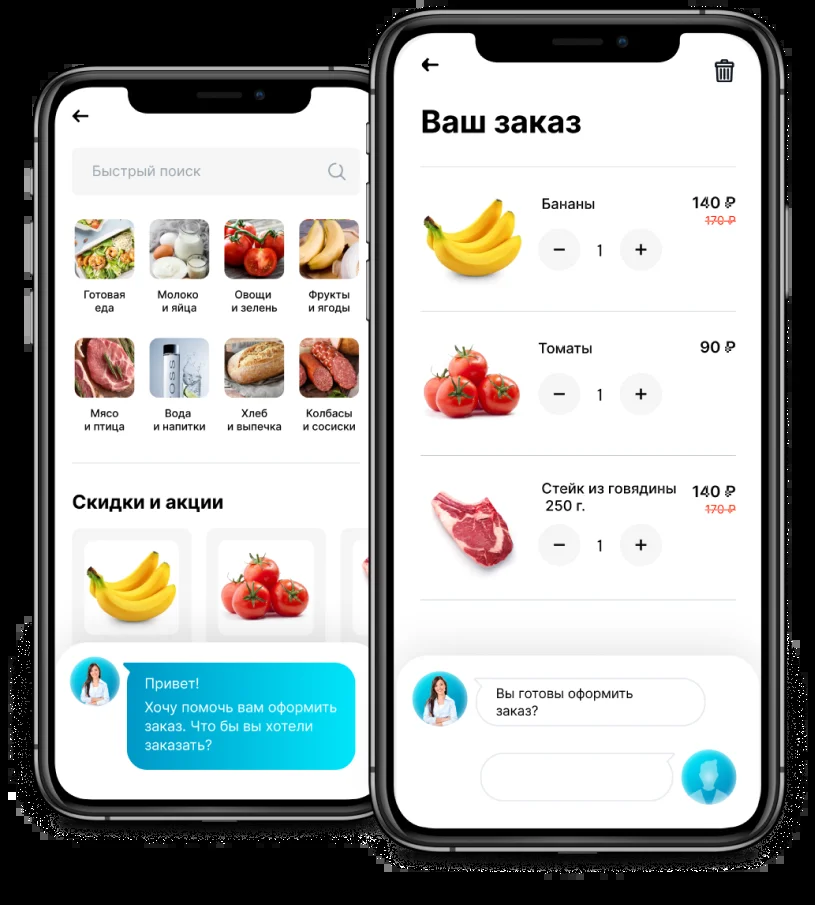 Быстрый поиск
Готовая
еда
Молоко
и яйца
Овощи
и зелень
Фрукты
и ягоды
Мясо
и птица
Вода
и напитки
Хлеб
и выпечка
Колбасы
и сосиски
Скидки и акции
Привет!
Хочу помочь вам оформить
заказ. Что бы вы хотели
заказать?
Ваш заказ
Бананы
140 ₽
170 ₽
− 1 +
Томаты
90 ₽
− 1 +
Стейк из говядины
250 г.
140 ₽
170 ₽
− 1 +
Вы готовы оформить
заказ?